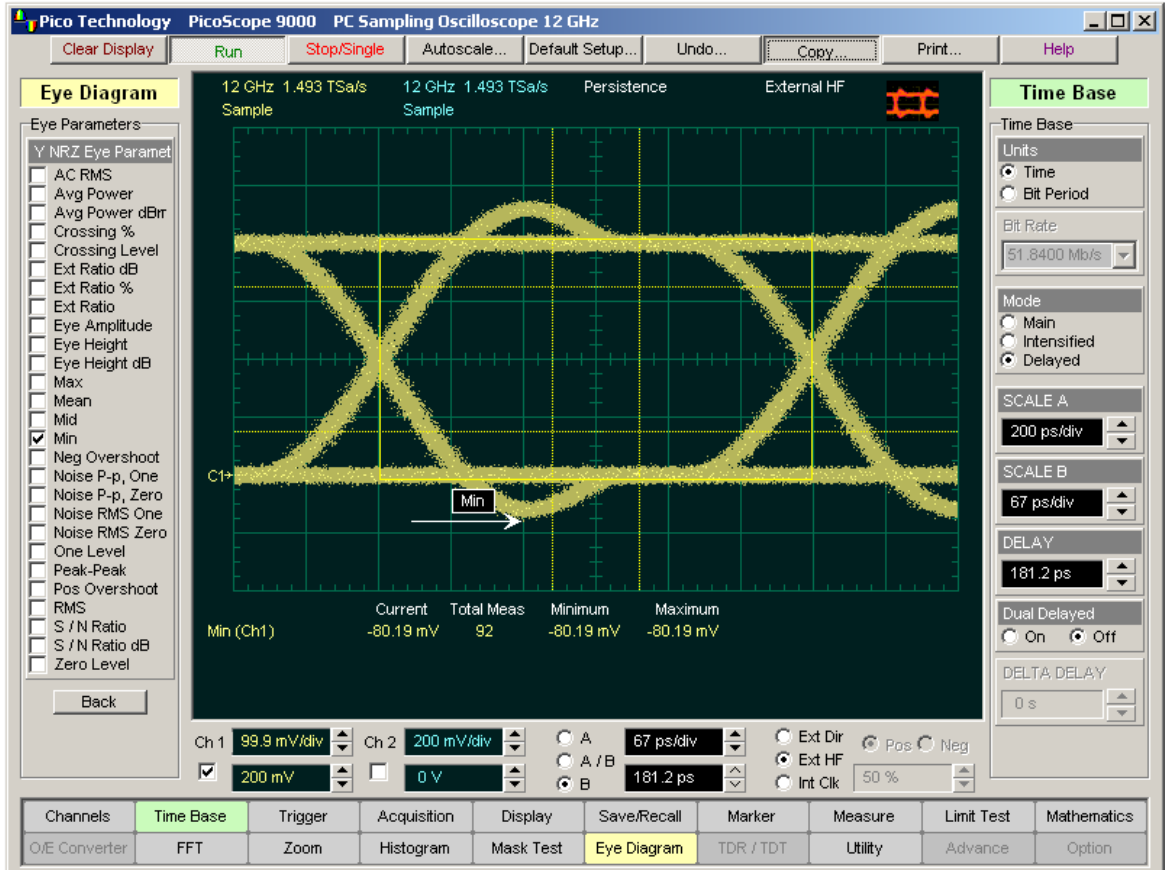 Pico Technology PicoScope 9000 PC Sampling Oscilloscope 12 GHz
Clear Display Run Stop/Single Autoscale... Default Setup... Undo... Copy.... Print... Help
Eye Diagram
Eye Parameters
Y NRZ Eye Paramet
AC RMS
Avg Power
Avg Power dBm
Crossing %
Crossing Level
Ext Ratio dB
Ext Ratio %
Ext Ratio
Eye Amplitude
Eye Height
Eye Height dB
Max
Mean
Mid
Min
Neg Overshoot
Noise P-p, One
Noise P-p, Zero
Noise RMS One
Noise RMS Zero
One Level
Peak-Peak
Pos Overshoot
RMS
S / N Ratio
S / N Ratio dB
Zero Level
Back
12 GHz 1.493 TSa/s 12 GHz 1.493 TSa/s Persistence External HF
Sample Sample
C1
Min
Current Total Meas Minimum Maximum
Min (Ch1) -80.19 mV 92 -80.19 mV -80.19 mV
Time Base
Time Base
Units
Time
Bit Period
Bit Rate
51.8400 Mb/s
Mode
Main
Intensified
Delayed
SCALE A
200 ps/div
SCALE B
67 ps/div
DELAY
181.2 ps
Dual Delayed
On Off
DELTA DELAY
0 s
Ch 1 99.9 mV/div Ch 2 200 mV/div A 67 ps/div Ext Dir Pos Neg
A / B Ext HF
200 mV 0 V B 181.2 ps Int Clk 50 %
Channels Time Base Trigger Acquisition Display Save/Recall Marker Measure Limit Test Mathematics
O/E Converter FFT Zoom Histogram Mask Test Eye Diagram TDR / TDT Utility Advance Option